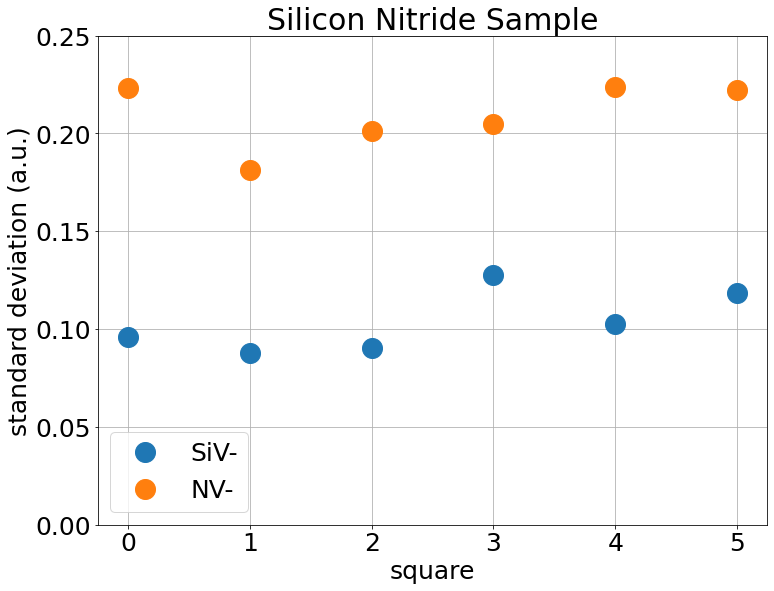 Silicon Nitride Sample
standard deviation (a.u.)
0.25
0.20
0.15
0.10
0.05
0.00
SiV-
NV-
0 1 2 3 4 5
square